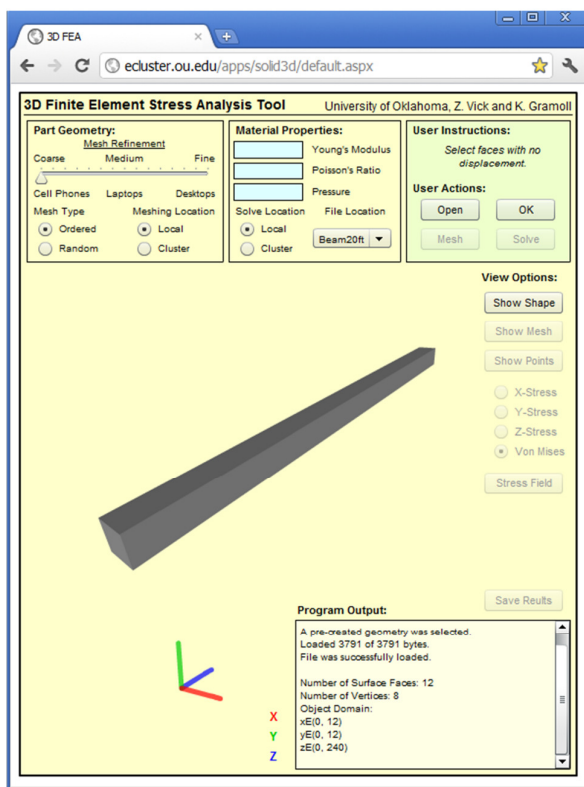 3D FEA
ecluster.ou.edu/apps/solid3d/default.aspx
3D Finite Element Stress Analysis Tool
University of Oklahoma, Z. Vick and K. Gramoll
Part Geometry:
Mesh Refinement
Coarse Medium Fine
Cell Phones Laptops Desktops
Mesh Type Meshing Location
Ordered Local
Random Cluster
Material Properties:
Young's Modulus
Poisson's Ratio
Pressure
Solve Location File Location
Local
Cluster
Beam20ft
User Instructions:
Select faces with no
displacement.
User Actions:
Open OK
Mesh Solve
View Options:
Show Shape
Show Mesh
Show Points
X-Stress
Y-Stress
Z-Stress
Von Mises
Stress Field
Save Reults
Program Output:
A pre-created geometry was selected.
Loaded 3791 of 3791 bytes.
File was successfully loaded.
Number of Surface Faces: 12
Number of Vertices: 8
Object Domain:
xE(0, 12)
yE(0, 12)
zE(0, 240)
X
Y
Z